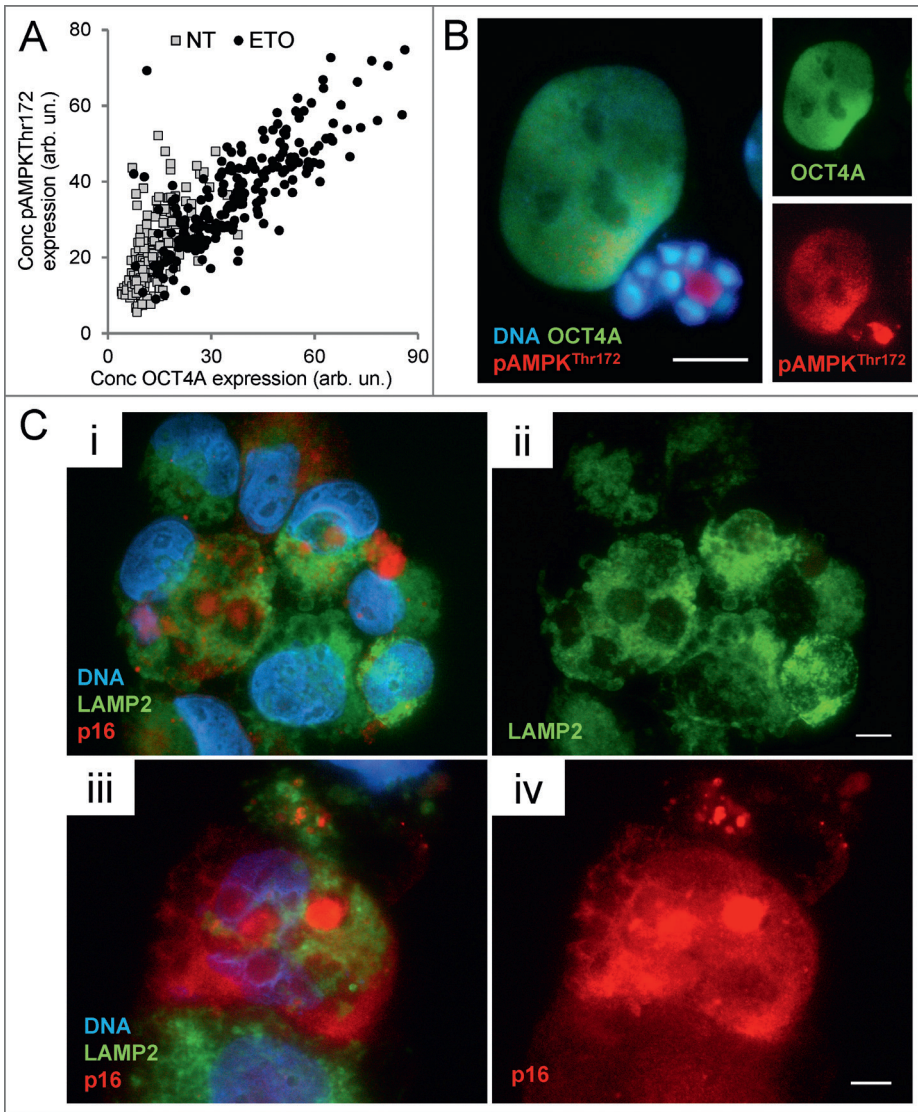 A
NT ETO
Conc pAMPKThr172
expression (arb. un.)
80
60
40
20
0
0 30 60 90
Conc OCT4A expression (arb. un.)
B
DNA OCT4A
pAMPKThr172
OCT4A
pAMPKThr172
C
i
DNA
LAMP2
p16
ii
LAMP2
iii
DNA
LAMP2
p16
iv
p16